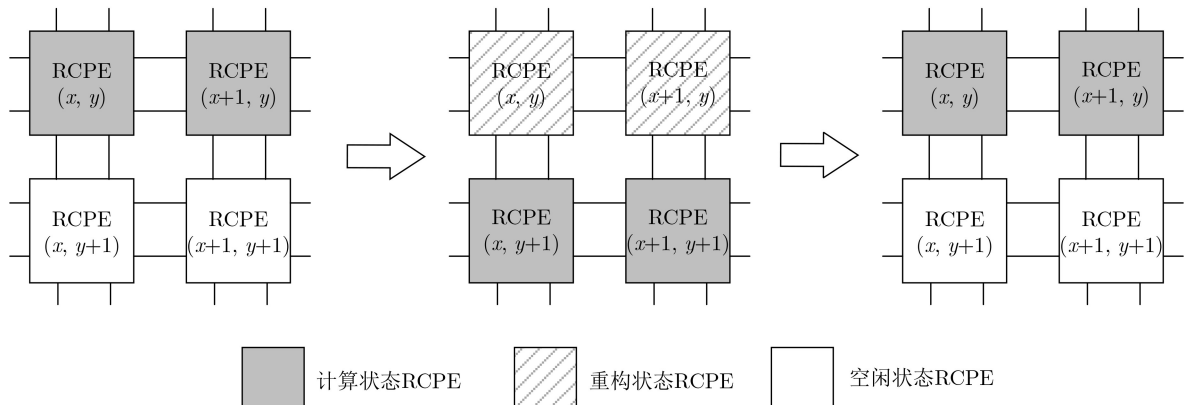 RCPE
(x, y)
RCPE
(x+1, y)
RCPE
(x, y+1)
RCPE
(x+1, y+1)
RCPE
(x, y)
RCPE
(x+1, y)
RCPE
(x, y+1)
RCPE
(x+1, y+1)
RCPE
(x, y)
RCPE
(x+1, y)
RCPE
(x, y+1)
RCPE
(x+1, y+1)
计算状态RCPE
重构状态RCPE
空闲状态RCPE